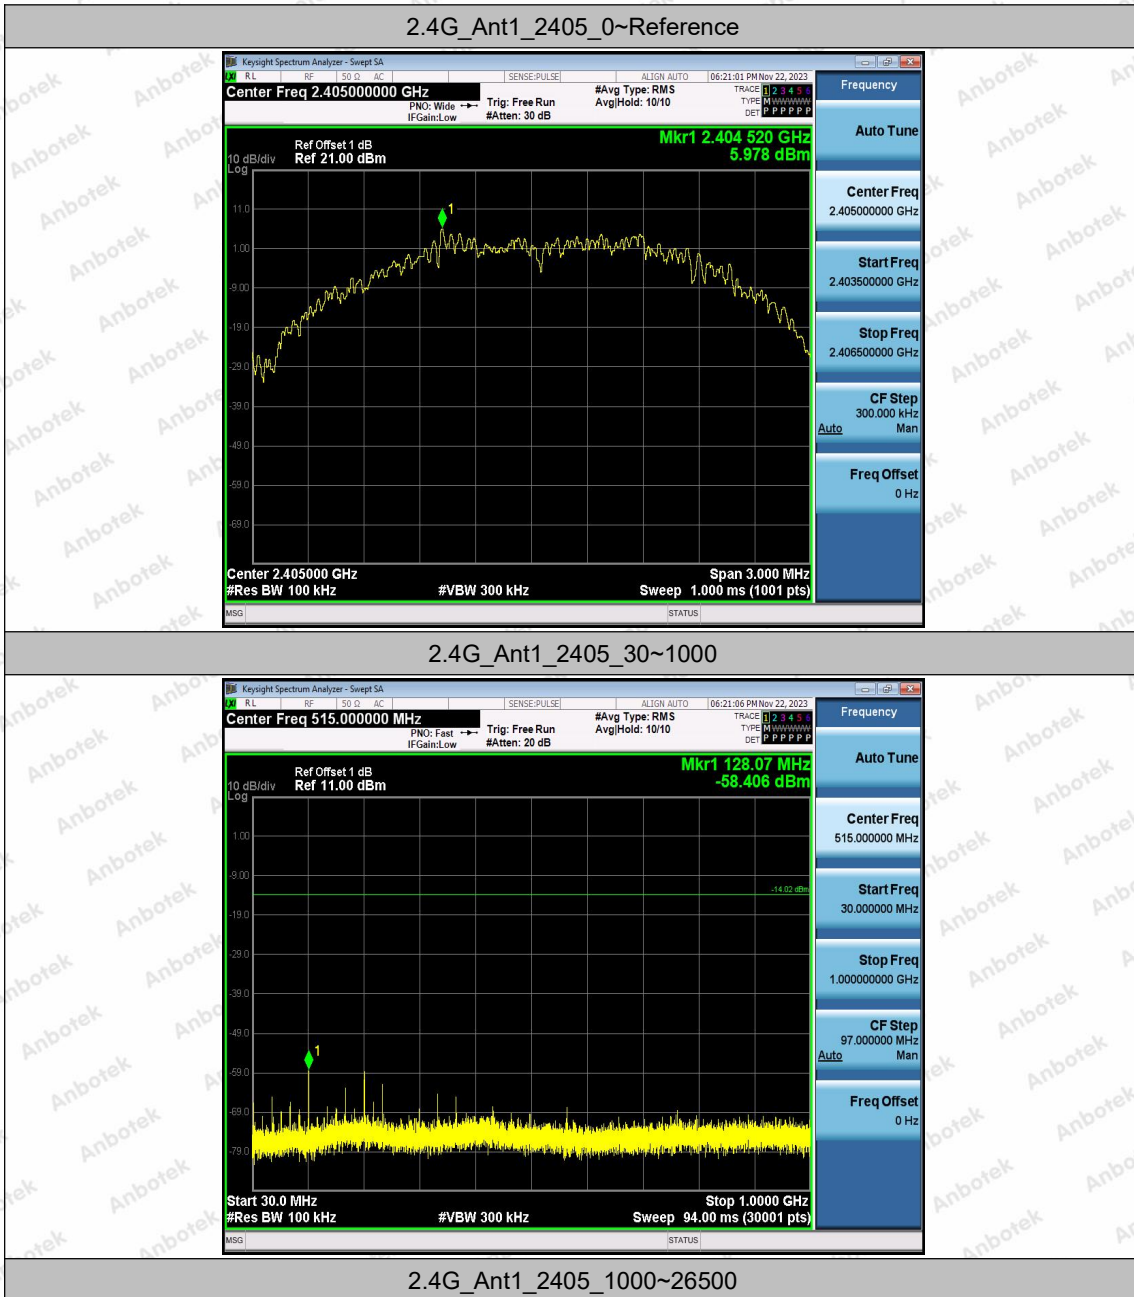 2.4G_Ant1_2405_0~Reference
Keysight Spectrum Analyzer - Swept SA
LXI RL RF 50 Ω AC SENSE:PULSE ALIGN AUTO 06:21:01 PM Nov 22, 2023
Center Freq 2.405000000 GHz
PNO: Wide
IFGain:Low
Trig: Free Run
#Atten: 30 dB
#Avg Type: RMS
Avg|Hold: 10/10
TRACE 1 2 3 4 5 6
TYPE M WWWWW
DET P P P P P P
Ref Offset 1 dB
10 dB/div Ref 21.00 dBm
Log
Mkr1 2.404 520 GHz
5.978 dBm
1
11.0
1.00
-9.00
-19.0
-29.0
-39.0
-49.0
-59.0
-69.0
Center 2.405000 GHz Span 3.000 MHz
#Res BW 100 kHz #VBW 300 kHz Sweep 1.000 ms (1001 pts)
MSG STATUS
Frequency
Auto Tune
Center Freq
2.405000000 GHz
Start Freq
2.403500000 GHz
Stop Freq
2.406500000 GHz
CF Step
300.000 kHz
Auto Man
Freq Offset
0 Hz
2.4G_Ant1_2405_30~1000
Keysight Spectrum Analyzer - Swept SA
LXI RL RF 50 Ω AC SENSE:PULSE ALIGN AUTO 06:21:06 PM Nov 22, 2023
Center Freq 515.000000 MHz
PNO: Fast
IFGain:Low
Trig: Free Run
#Atten: 20 dB
#Avg Type: RMS
Avg|Hold: 10/10
TRACE 1 2 3 4 5 6
TYPE M WWWWW
DET P P P P P P
Ref Offset 1 dB
10 dB/div Ref 11.00 dBm
Log
Mkr1 128.07 MHz
-58.406 dBm
1.00
-9.00
-14.02 dBm
-19.0
-29.0
-39.0
-49.0
1
-59.0
-69.0
-79.0
Start 30.0 MHz Stop 1.0000 GHz
#Res BW 100 kHz #VBW 300 kHz Sweep 94.00 ms (30001 pts)
MSG STATUS
Frequency
Auto Tune
Center Freq
515.000000 MHz
Start Freq
30.000000 MHz
Stop Freq
1.000000000 GHz
CF Step
97.000000 MHz
Auto Man
Freq Offset
0 Hz
2.4G_Ant1_2405_1000~26500